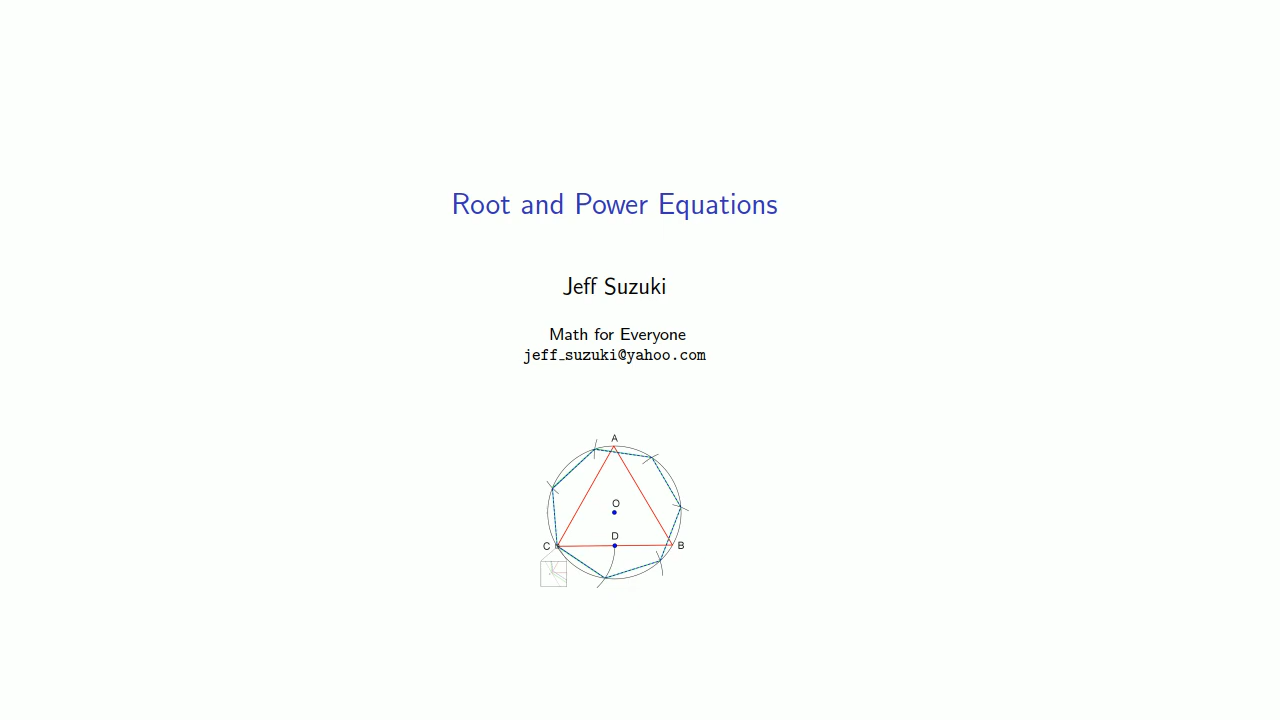 Root and Power Equations
Jeff Suzuki
Math for Everyone
jeff_suzuki@yahoo.com
A
O
D
C
B